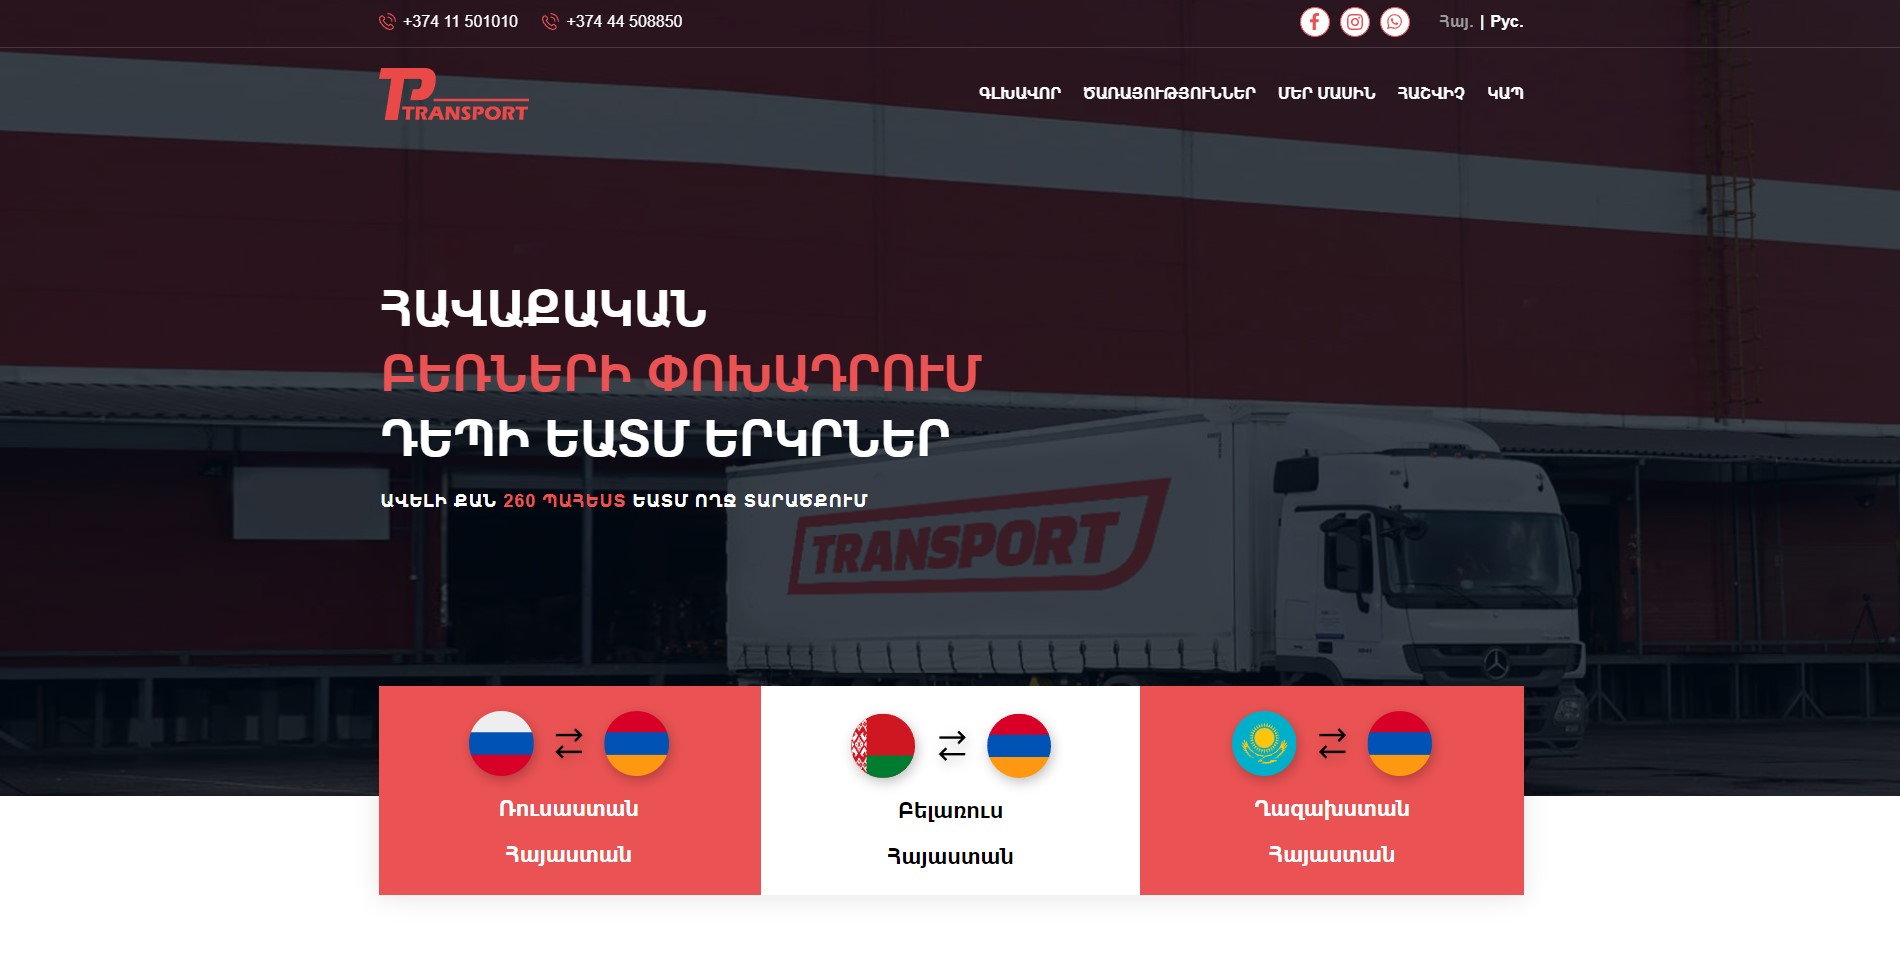 +374 11 501010 +374 44 508850 Հայ. | Рус.
TP TRANSPORT
ԳԼԽԱՎՈՐ ԾԱՌԱՅՈՒԹՅՈՒՆՆԵՐ ՄԵՐ ՄԱՍԻՆ ՀԱՇՎԻՉ ԿԱՊ
ՀԱՎԱՔԱԿԱՆ
ԲԵՌՆԵՐԻ ՓՈԽԱԴՐՈՒՄ
ԴԵՊԻ ԵԱՏՄ ԵՐԿՐՆԵՐ
ԱՎԵԼԻ ՔԱՆ 260 ՊԱՀԵՍՏ ԵԱՏՄ ՈՂՋ ՏԱՐԱԾՔՈՒՄ
TRANSPORT
Ռուսաստան
Հայաստան
Բելառուս
Հայաստան
Ղազախստան
Հայաստան